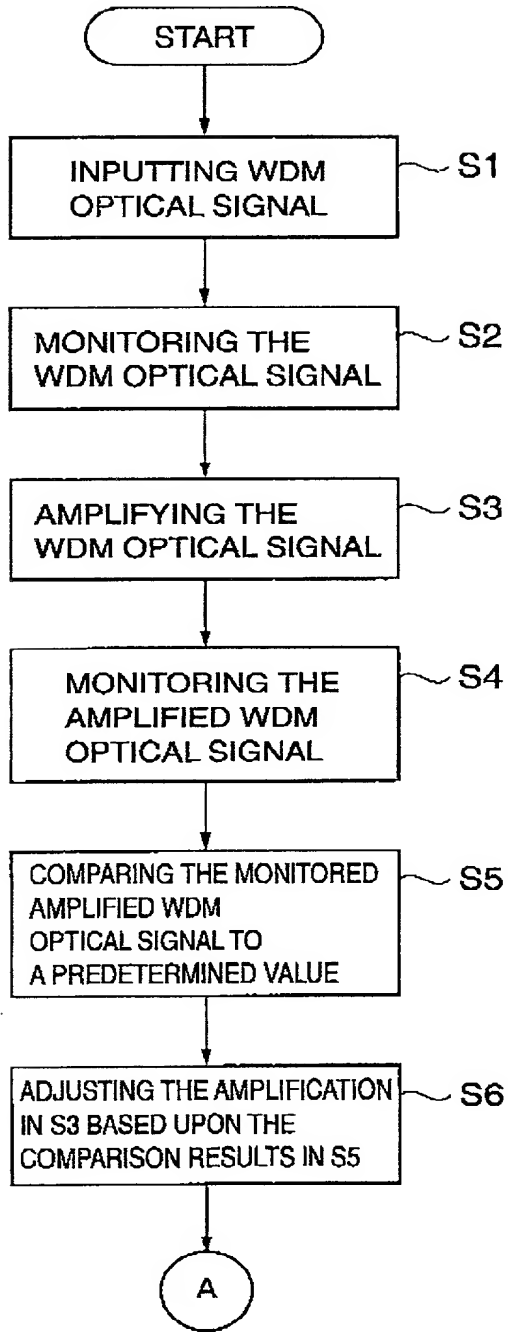 START
INPUTTING WDM
OPTICAL SIGNAL
S1
MONITORING THE
WDM OPTICAL SIGNAL
S2
AMPLIFYING THE
WDM OPTICAL SIGNAL
S3
MONITORING THE
AMPLIFIED WDM
OPTICAL SIGNAL
S4
COMPARING THE MONITORED
AMPLIFIED WDM
OPTICAL SIGNAL TO
A PREDETERMINED VALUE
S5
ADJUSTING THE AMPLIFICATION
IN S3 BASED UPON THE
COMPARISON RESULTS IN S5
S6
A